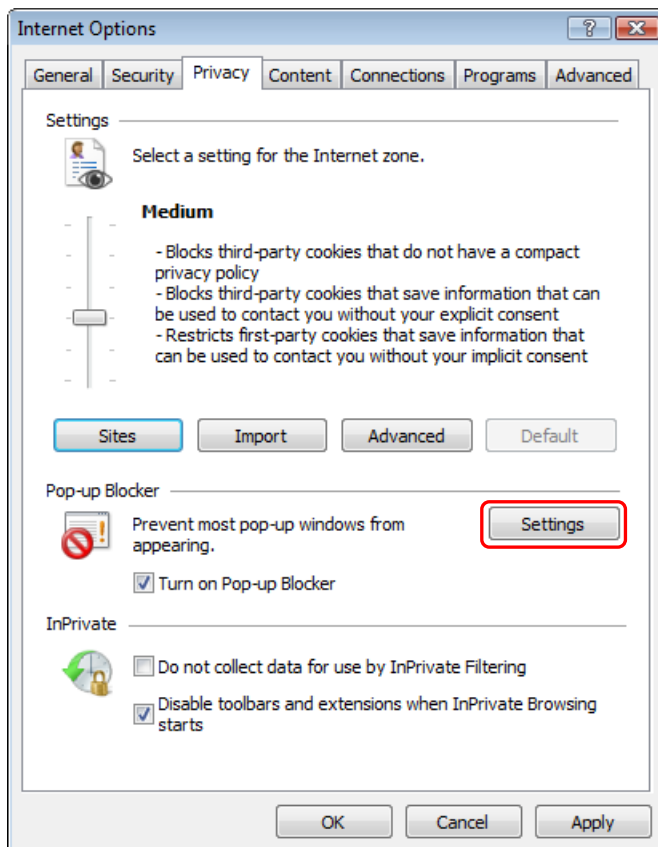 Internet Options
General Security Privacy Content Connections Programs Advanced
Settings
Select a setting for the Internet zone.
Medium
- Blocks third-party cookies that do not have a compact
privacy policy
- Blocks third-party cookies that save information that can
be used to contact you without your explicit consent
- Restricts first-party cookies that save information that
can be used to contact you without your implicit consent
Sites Import Advanced Default
Pop-up Blocker
Prevent most pop-up windows from
appearing.
Settings
Turn on Pop-up Blocker
InPrivate
Do not collect data for use by InPrivate Filtering
Disable toolbars and extensions when InPrivate Browsing
starts
OK Cancel Apply